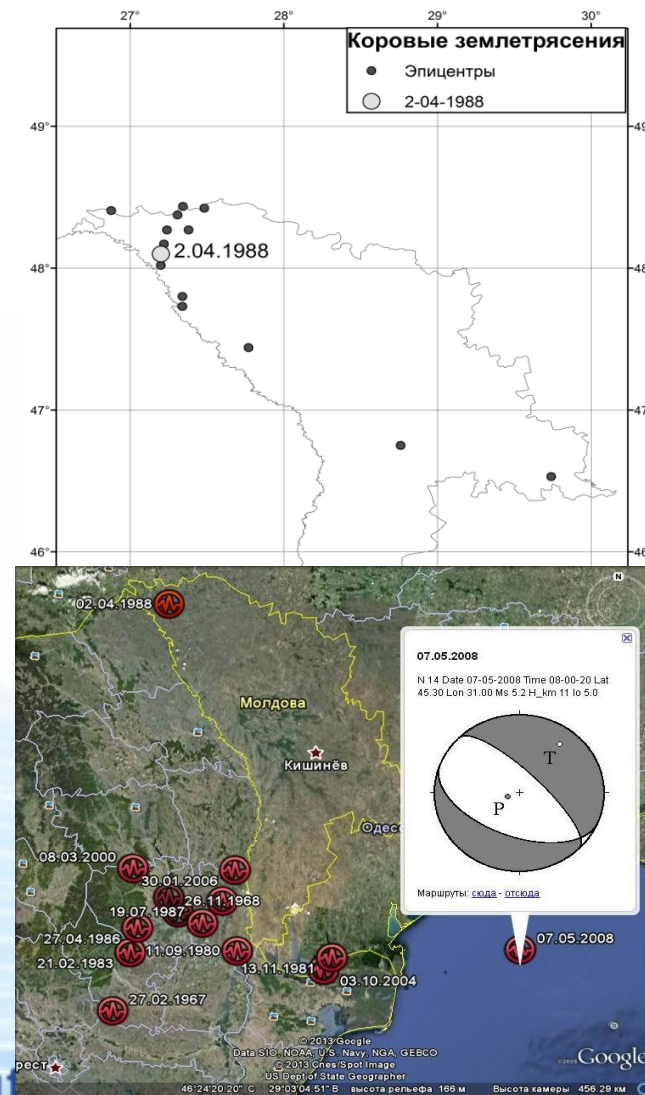 27°
28°
29°
30°
Коровые землетрясения
Эпицентры
2-04-1988
49°
49
2.04.1988
48°
48
47°
47
46°
46
02.04.1988
N
07.05.2008
N 14 Date 07-05-2008 Time 08-00-20 Lat
45.30 Lon 31.00 Ms 5.2 H_km 11 Io 5.0
T
P
Маршруты: сюда - отсюда
Молдова
Кишинёв
Одес
08-03.2000
30.01.2006
26.11.1968
19.07.1987
27.04.1986
11.09.1980
21.02.1983
13.11.1981
03.10.2004
07.05.2008
27.02.1967
рест
© 2013 Google
Data SIO, NOAA, U.S. Navy, NGA, GEBCO
© 2013 Cnes/Spot Image
US Dept of State Geographer
Google
46°24'20.20" С 29°03'04.51" В высота рельефа 166 м Высота камеры 456.29 км